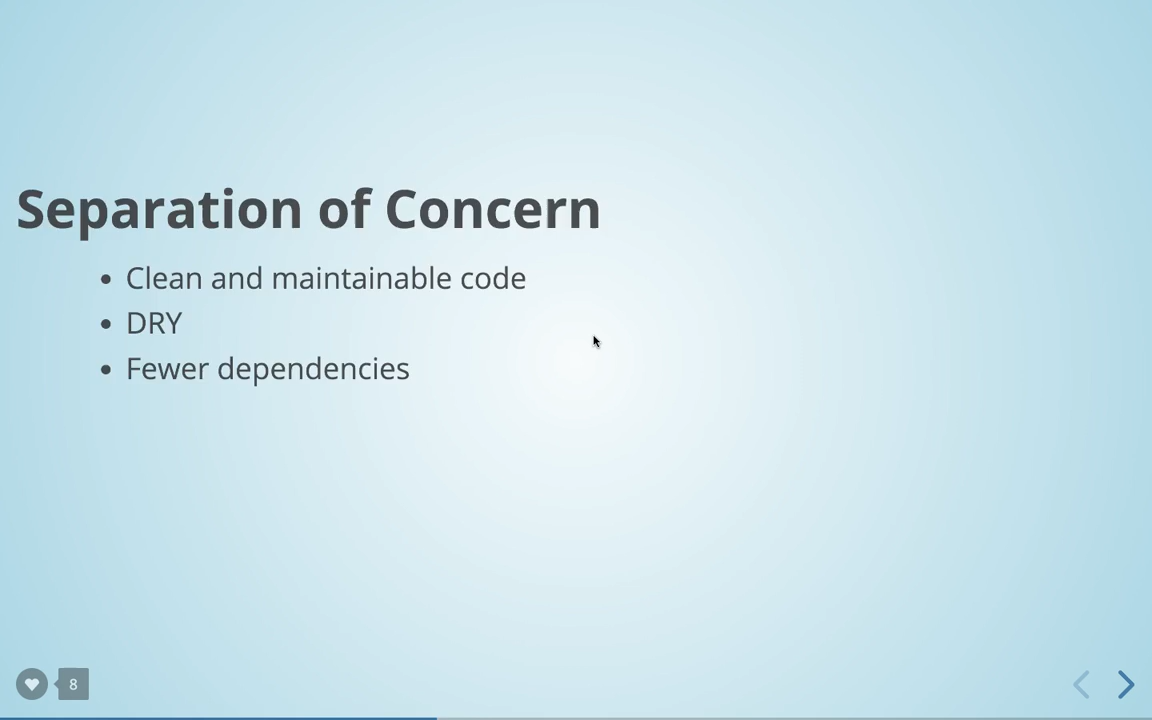 Separation of Concern
Clean and maintainable code
DRY
Fewer dependencies
8